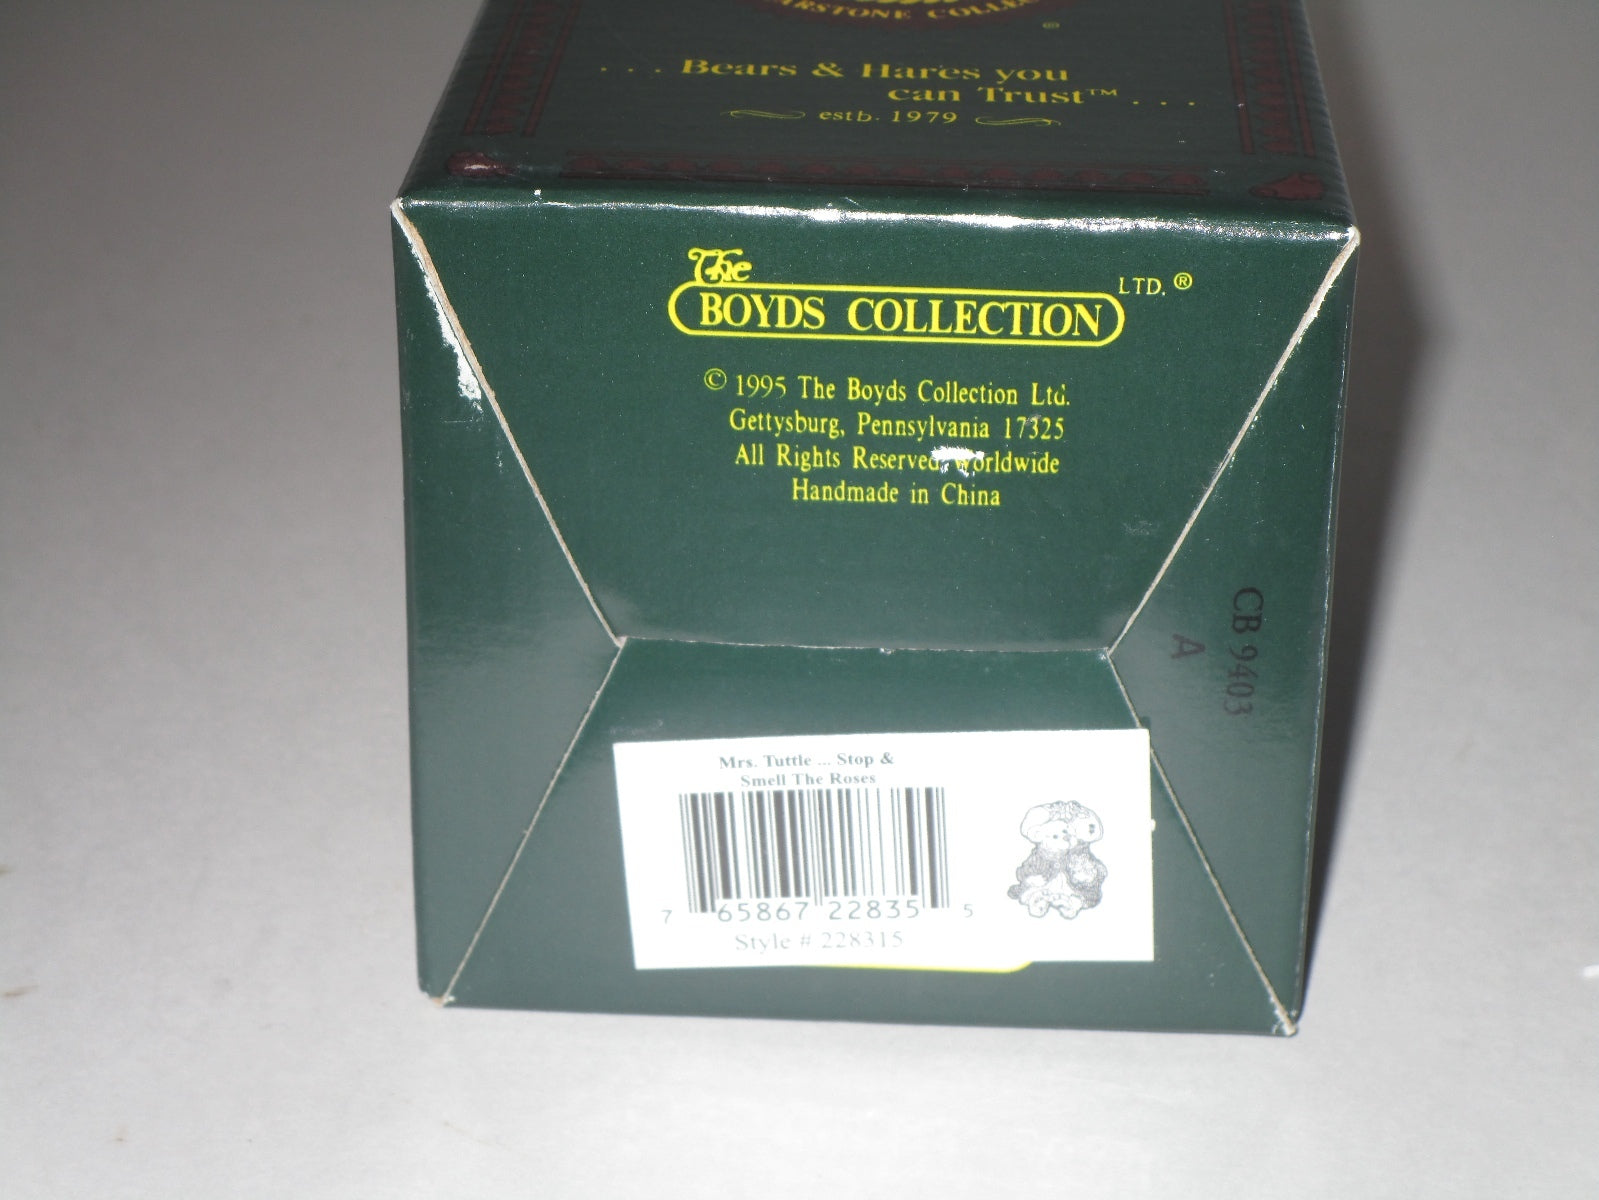 COLLEC
®
. . . Bears & Hares you
can Trust™ . . .
estb. 1979
The
BOYDS COLLECTION
LTD. ®
© 1995 The Boyds Collection Ltd.
Gettysburg, Pennsylvania 17325
All Rights Reserved, Worldwide
Handmade in China
CB 9403
A
Mrs. Tuttle ... Stop &
Smell The Roses
7 65867 22835 5
Style # 228315